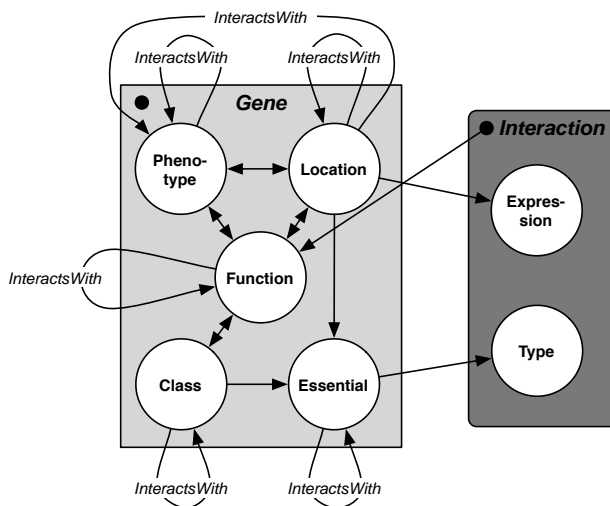 InteractsWith
InteractsWith
InteractsWith
Gene
Interaction
Pheno-
type
Location
Expres-
sion
InteractsWith
Function
Class
Essential
Type
InteractsWith
InteractsWith